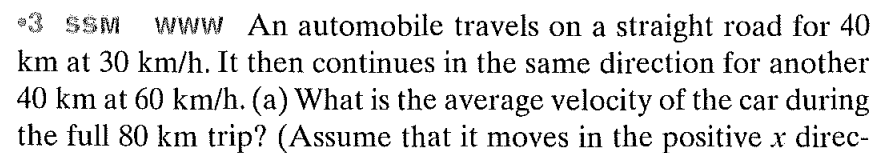 •3 SSM WWW An automobile travels on a straight road for 40
km at 30 km/h. It then continues in the same direction for another
40 km at 60 km/h. (a) What is the average velocity of the car during
the full 80 km trip? (Assume that it moves in the positive x direc-